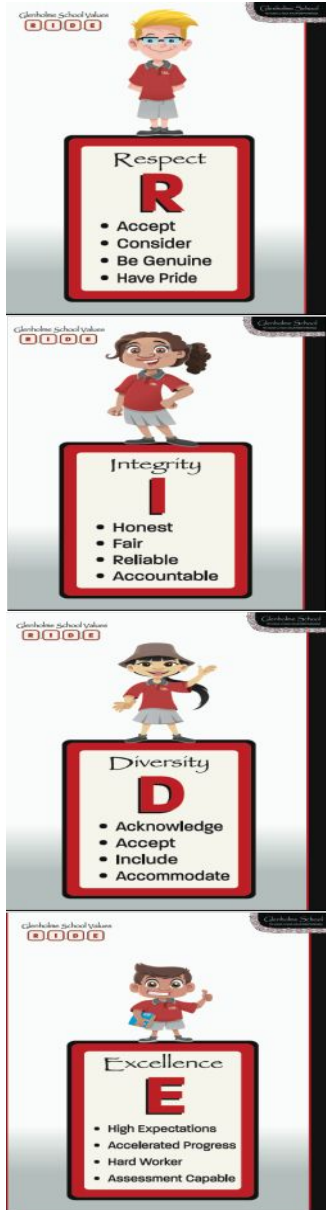 Glenholme School Values
R I D E
Glenholme School
Respect
R
• Accept
• Consider
• Be Genuine
• Have Pride
Glenholme School Values
R I D E
Glenholme School
Integrity
I
• Honest
• Fair
• Reliable
• Accountable
Glenholme School Values
R I D E
Glenholme School
Diversity
D
• Acknowledge
• Accept
• Include
• Accommodate
Glenholme School Values
R I D E
Glenholme School
Excellence
E
• High Expectations
• Accelerated Progress
• Hard Worker
• Assessment Capable